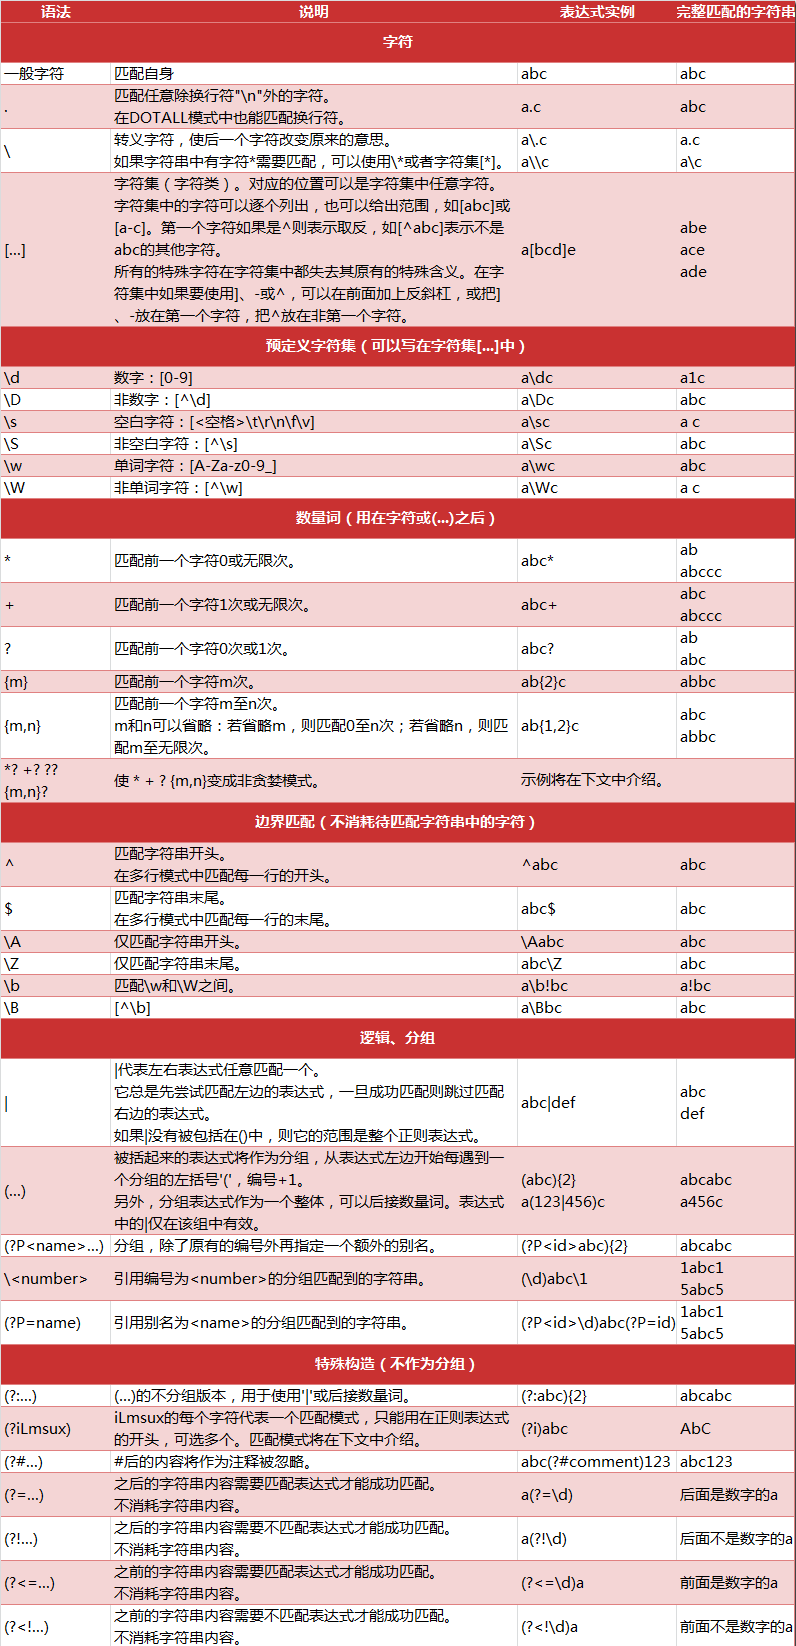 语法 说明 表达式实例 完整匹配的字符串
字符
一般字符 匹配自身 abc abc
. 匹配任意除换行符"\n"外的字符。
在DOTALL模式中也能匹配换行符。 a.c abc
\ 转义字符，使后一个字符改变原来的意思。 a\.c a.c
如果字符串中有字符*需要匹配，可以使用\*或者字符集[*]。 a\\c a\c
[...] 字符集（字符类）。对应的位置可以是字符集中任意字符。
字符集中的字符可以逐个列出，也可以给出范围，如[abc]或
[a-c]。第一个字符如果是^则表示取反，如[^abc]表示不是
abc的其他字符。
所有的特殊字符在字符集中都失去其原有的特殊含义。在字
符集中如果要使用]、-或^，可以在前面加上反斜杠，或把]
、-放在第一个字符，把^放在非第一个字符。
a[bcd]e
abe
ace
ade
预定义字符集（可以写在字符集[...]中）
\d 数字：[0-9] a\dc a1c
\D 非数字：[^\d] a\Dc abc
\s 空白字符：[<空格>\t\r\n\f\v] a\sc a c
\S 非空白字符：[^\s] a\Sc abc
\w 单词字符：[A-Za-z0-9_] a\wc abc
\W 非单词字符：[^\w] a\Wc a c
数量词（用在字符或(...)之后）
* 匹配前一个字符0或无限次。 abc* ab
abccc
+ 匹配前一个字符1次或无限次。 abc+ abc
abccc
? 匹配前一个字符0次或1次。 abc? ab
abc
{m} 匹配前一个字符m次。 ab{2}c abbc
{m,n} 匹配前一个字符m至n次。
m和n可以省略：若省略m，则匹配0至n次；若省略n，则匹
配m至无限次。
ab{1,2}c
abc
abbc
*? +? ??
{m,n}?
使 * + ? {m,n}变成非贪婪模式。 示例将在下文中介绍。
边界匹配（不消耗待匹配字符串中的字符）
^ 匹配字符串开头。
在多行模式中匹配每一行的开头。 ^abc abc
$ 匹配字符串末尾。
在多行模式中匹配每一行的末尾。 abc$ abc
\A 仅匹配字符串开头。 \Aabc abc
\Z 仅匹配字符串末尾。 abc\Z abc
\b 匹配\w和\W之间。 a\b!bc a!bc
\B [^\b] a\Bbc abc
逻辑、分组
| |代表左右表达式任意匹配一个。
它总是先尝试匹配左边的表达式，一旦成功匹配则跳过匹配
右边的表达式。
如果|没有被包括在()中，则它的范围是整个正则表达式。
abc|def
abc
def
(...) 被括起来的表达式将作为分组，从表达式左边开始每遇到一
个分组的左括号'('，编号+1。
另外，分组表达式作为一个整体，可以后接数量词。表达式
中的|仅在该组中有效。
(abc){2} abcabc
a(123|456)c a456c
(?P<name>...) 分组，除了原有的编号外再指定一个额外的别名。 (?P<id>abc){2} abcabc
\<number> 引用编号为<number>的分组匹配到的字符串。 (\d)abc\1 1abc1
5abc5
(?P=name) 引用别名为<name>的分组匹配到的字符串。 (?P<id>\d)abc(?P=id) 1abc1
5abc5
特殊构造（不作为分组）
(?:...) (...)的不分组版本，用于使用'|'或后接数量词。 (?:abc){2} abcabc
(?iLmsux) iLmsux的每个字符代表一个匹配模式，只能用在正则表达式
的开头，可选多个。匹配模式将在下文中介绍。 (?i)abc AbC
(?#...) #后的内容将作为注释被忽略。 abc(?#comment)123 abc123
(?=...) 之后的字符串内容需要匹配表达式才能成功匹配。
不消耗字符串内容。 a(?=\d) 后面是数字的a
(?!...) 之后的字符串内容需要不匹配表达式才能成功匹配。
不消耗字符串内容。 a(?!\d) 后面不是数字的a
(?<=...) 之前的字符串内容需要匹配表达式才能成功匹配。
不消耗字符串内容。 (?<=\d)a 前面是数字的a
(?<!...) 之前的字符串内容需要不匹配表达式才能成功匹配。
不消耗字符串内容。 (?<!\d)a 前面不是数字的a